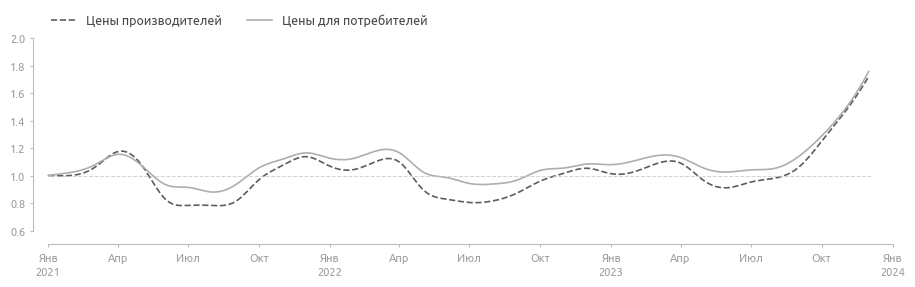 Цены производителей Цены для потребителей
2.0
1.8
1.6
1.4
1.2
1.0
0.8
0.6
Янв Апр Июл Окт Янв Апр Июл Окт Янв Апр Июл Окт Янв
2021 2022 2023 2024